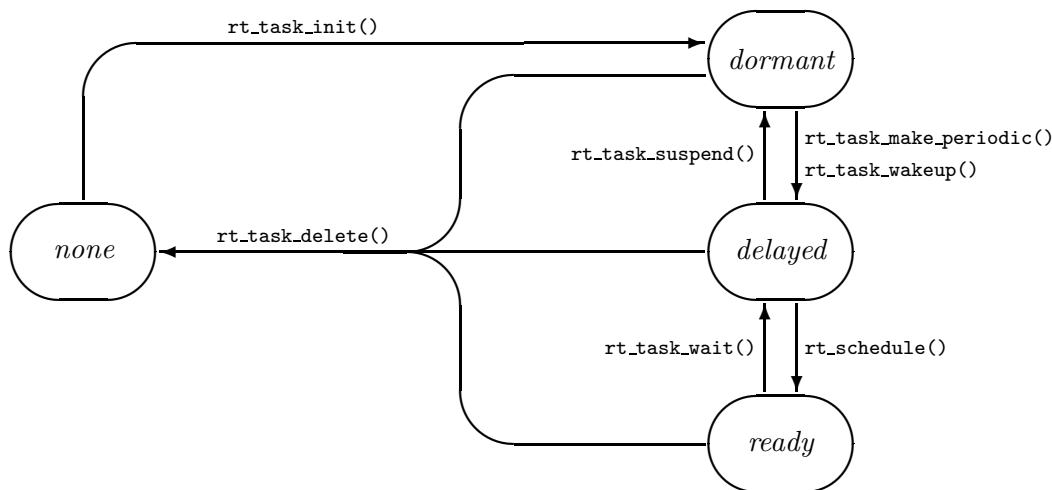 rt_task_init()
dormant
rt_task_make_periodic()
rt_task_suspend()
rt_task_wakeup()
none
rt_task_delete()
delayed
rt_task_wait()
rt_schedule()
ready